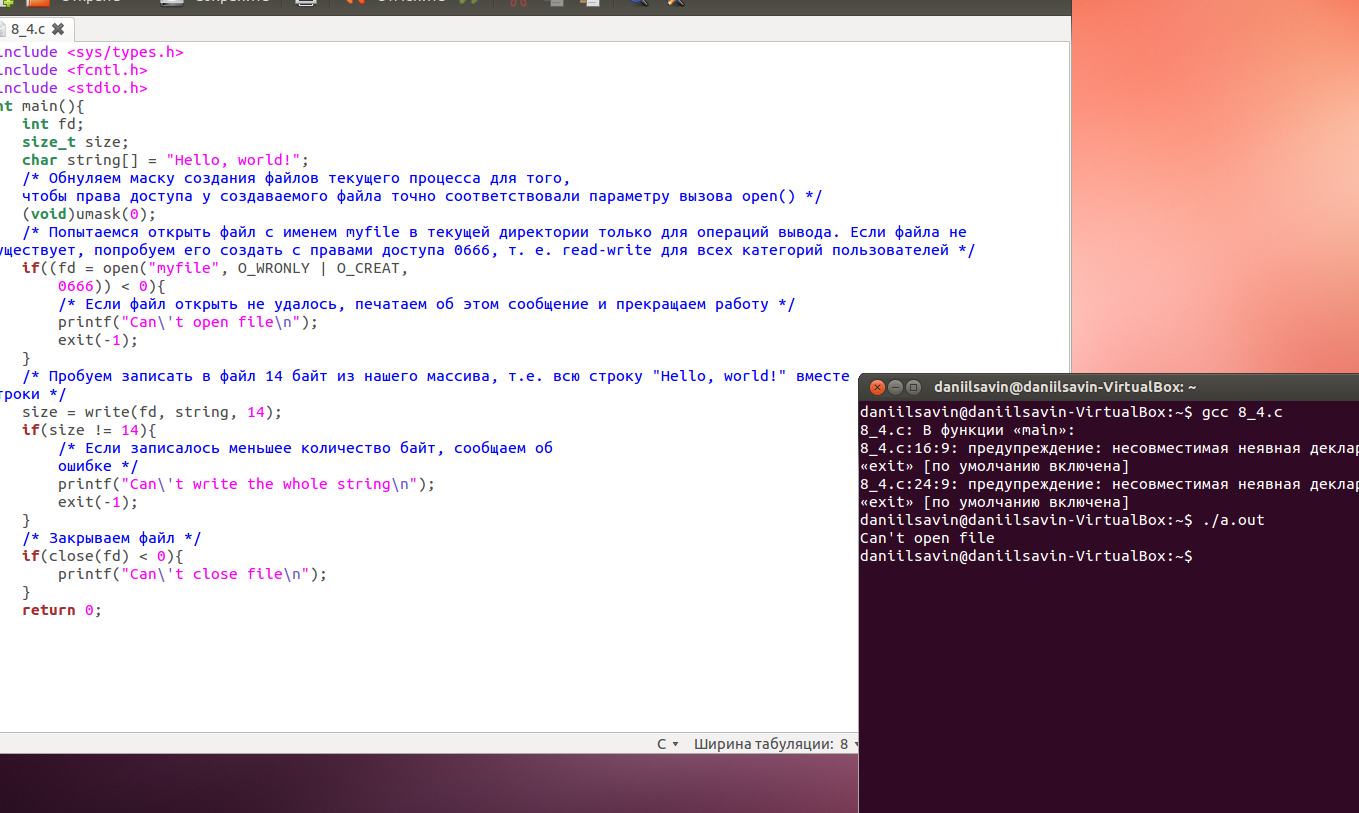 8_4.c
nclude <sys/types.h>
nclude <fcntl.h>
nclude <stdio.h>
nt main(){
int fd;
size_t size;
char string[] = "Hello, world!";
/* Обнуляем маску создания файлов текущего процесса для того,
чтобы права доступа у создаваемого файла точно соответствовали параметру вызова open() */
(void)umask(0);
/* Попытаемся открыть файл с именем myfile в текущей директории только для операций вывода. Если файла не
уществует, попробуем его создать с правами доступа 0666, т. е. read-write для всех категорий пользователей */
if((fd = open("myfile", O_WRONLY | O_CREAT,
0666)) < 0){
/* Если файл открыть не удалось, печатаем об этом сообщение и прекращаем работу */
printf("Can\'t open file\n");
exit(-1);
}
/* Пробуем записать в файл 14 байт из нашего массива, т.е. всю строку "Hello, world!" вместе
троки */
size = write(fd, string, 14);
if(size != 14){
/* Если записалось меньшее количество байт, сообщаем об
ошибке */
printf("Can\'t write the whole string\n");
exit(-1);
}
/* Закрываем файл */
if(close(fd) < 0){
printf("Can\'t close file\n");
}
return 0;
C
Ширина табуляции: 8
daniilsavin@daniilsavin-VirtualBox: ~
daniilsavin@daniilsavin-VirtualBox:~$ gcc 8_4.c
8_4.c: В функции «main»:
8_4.c:16:9: предупреждение: несовместимая неявная деклар
«exit» [по умолчанию включена]
8_4.c:24:9: предупреждение: несовместимая неявная деклар
«exit» [по умолчанию включена]
daniilsavin@daniilsavin-VirtualBox:~$ ./a.out
Can't open file
daniilsavin@daniilsavin-VirtualBox:~$